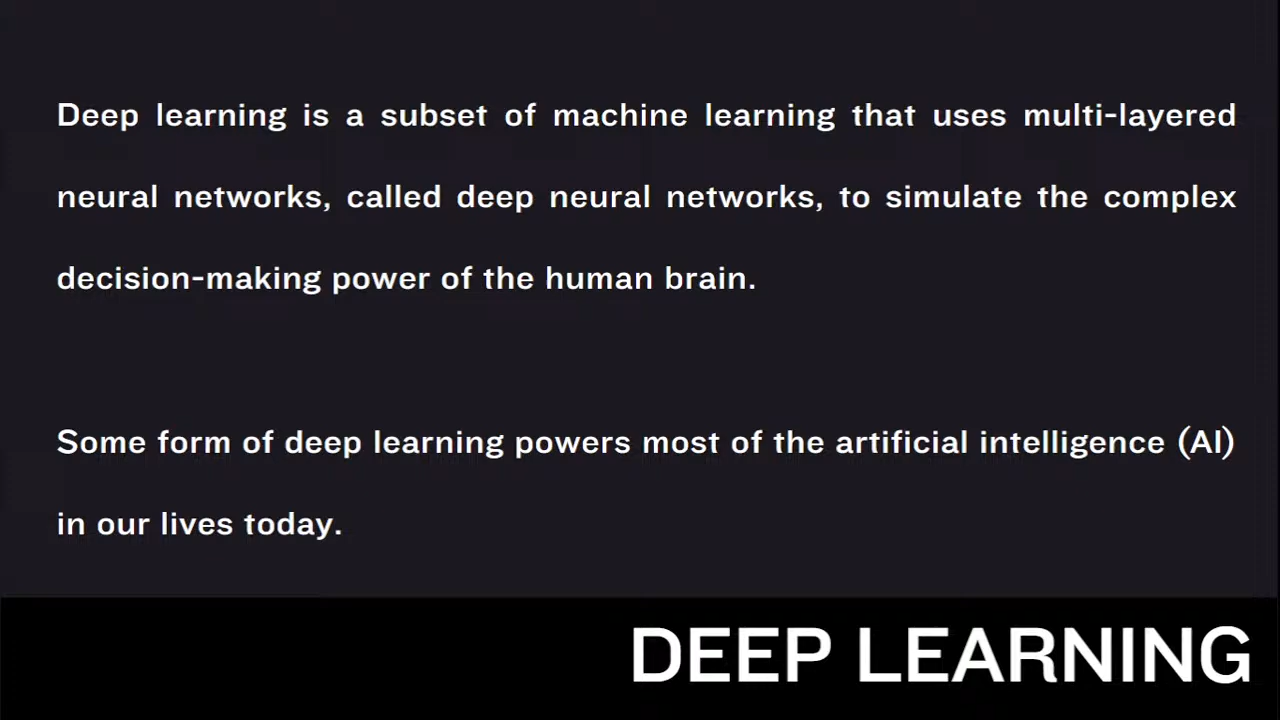 Deep learning is a subset of machine learning that uses multi-layered
neural networks, called deep neural networks, to simulate the complex
decision-making power of the human brain.
Some form of deep learning powers most of the artificial intelligence (AI)
in our lives today.
DEEP LEARNING